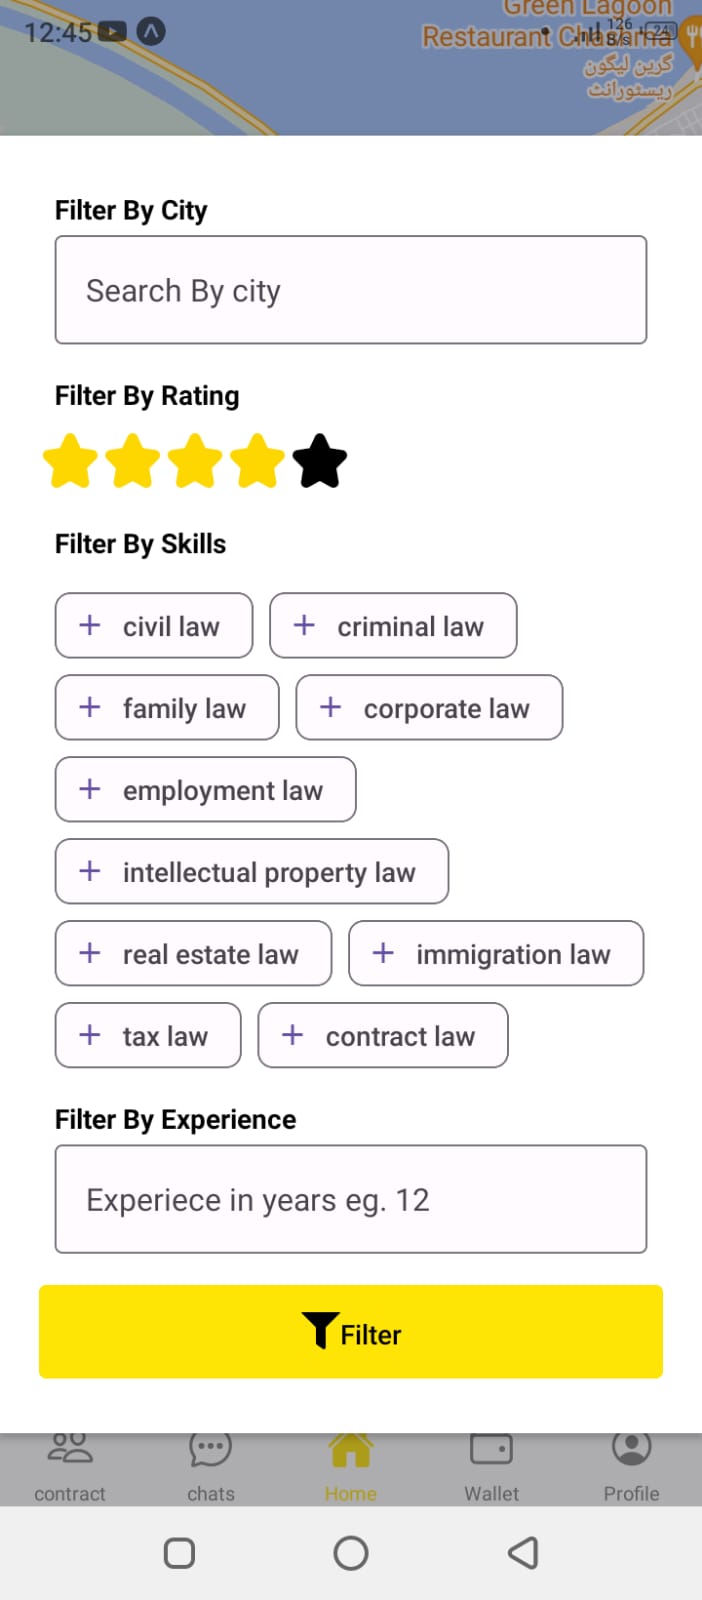 Green Lagoon
12:45
126
B/s
24
Restaurant Chashma
گرین لیگون
ریسٹورانٹ
Filter By City
Search By city
Filter By Rating
Filter By Skills
+ civil law
+ criminal law
+ family law
+ corporate law
+ employment law
+ intellectual property law
+ real estate law
+ immigration law
+ tax law
+ contract law
Filter By Experience
Experiece in years eg. 12
Filter
contract
chats
Home
Wallet
Profile